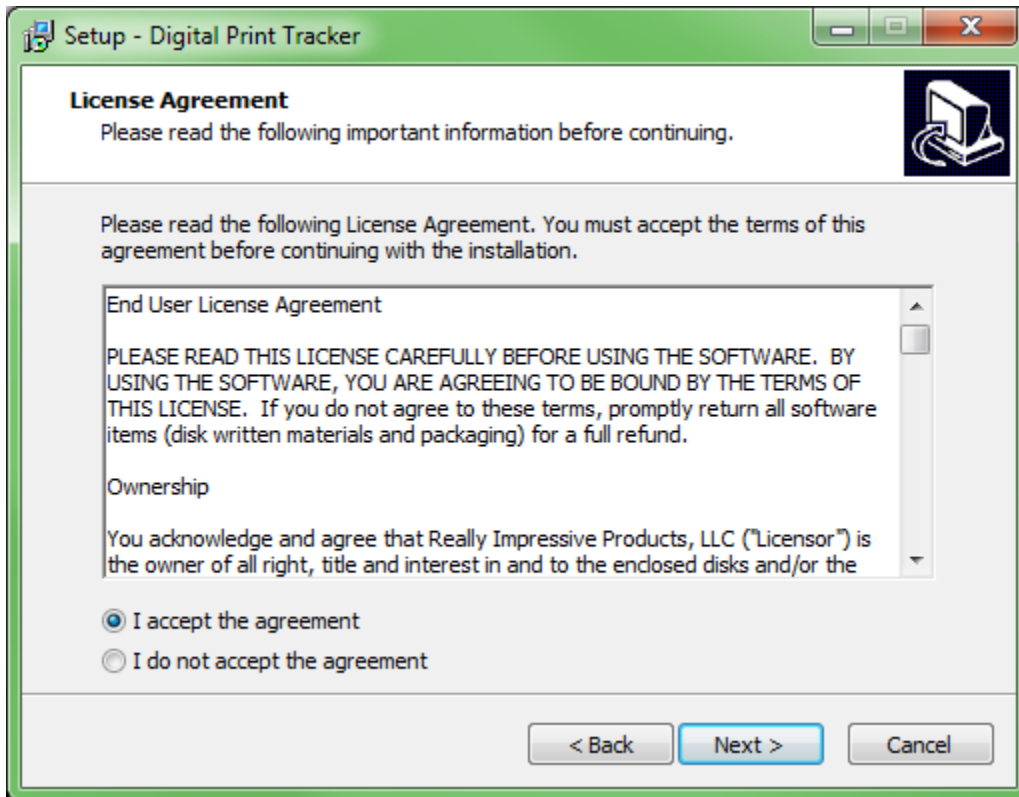 Setup - Digital Print Tracker
License Agreement
Please read the following important information before continuing.
Please read the following License Agreement. You must accept the terms of this
agreement before continuing with the installation.
End User License Agreement
PLEASE READ THIS LICENSE CAREFULLY BEFORE USING THE SOFTWARE.  BY
USING THE SOFTWARE, YOU ARE AGREEING TO BE BOUND BY THE TERMS OF
THIS LICENSE.  If you do not agree to these terms, promptly return all software
items (disk written materials and packaging) for a full refund.
Ownership
You acknowledge and agree that Really Impressive Products, LLC ("Licensor") is
the owner of all right, title and interest in and to the enclosed disks and/or the
I accept the agreement
I do not accept the agreement
< Back
Next >
Cancel